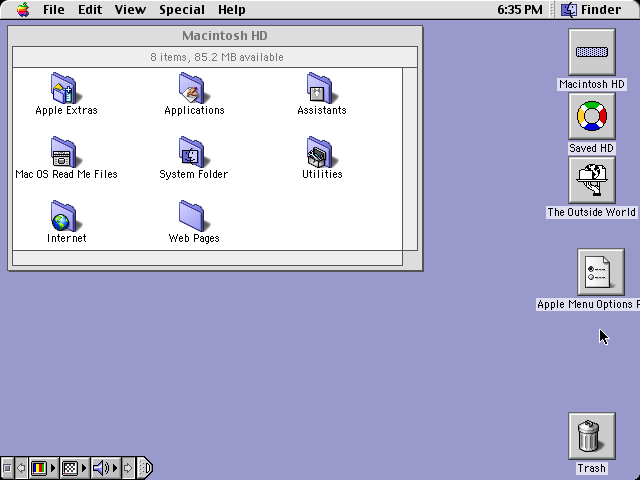 File Edit View Special Help 6:35 PM Finder
Macintosh HD
8 items, 85.2 MB available
Apple Extras Applications Assistants
Mac OS Read Me Files System Folder Utilities
Internet Web Pages
Macintosh HD
Saved HD
The Outside World
Apple Menu Options
Trash